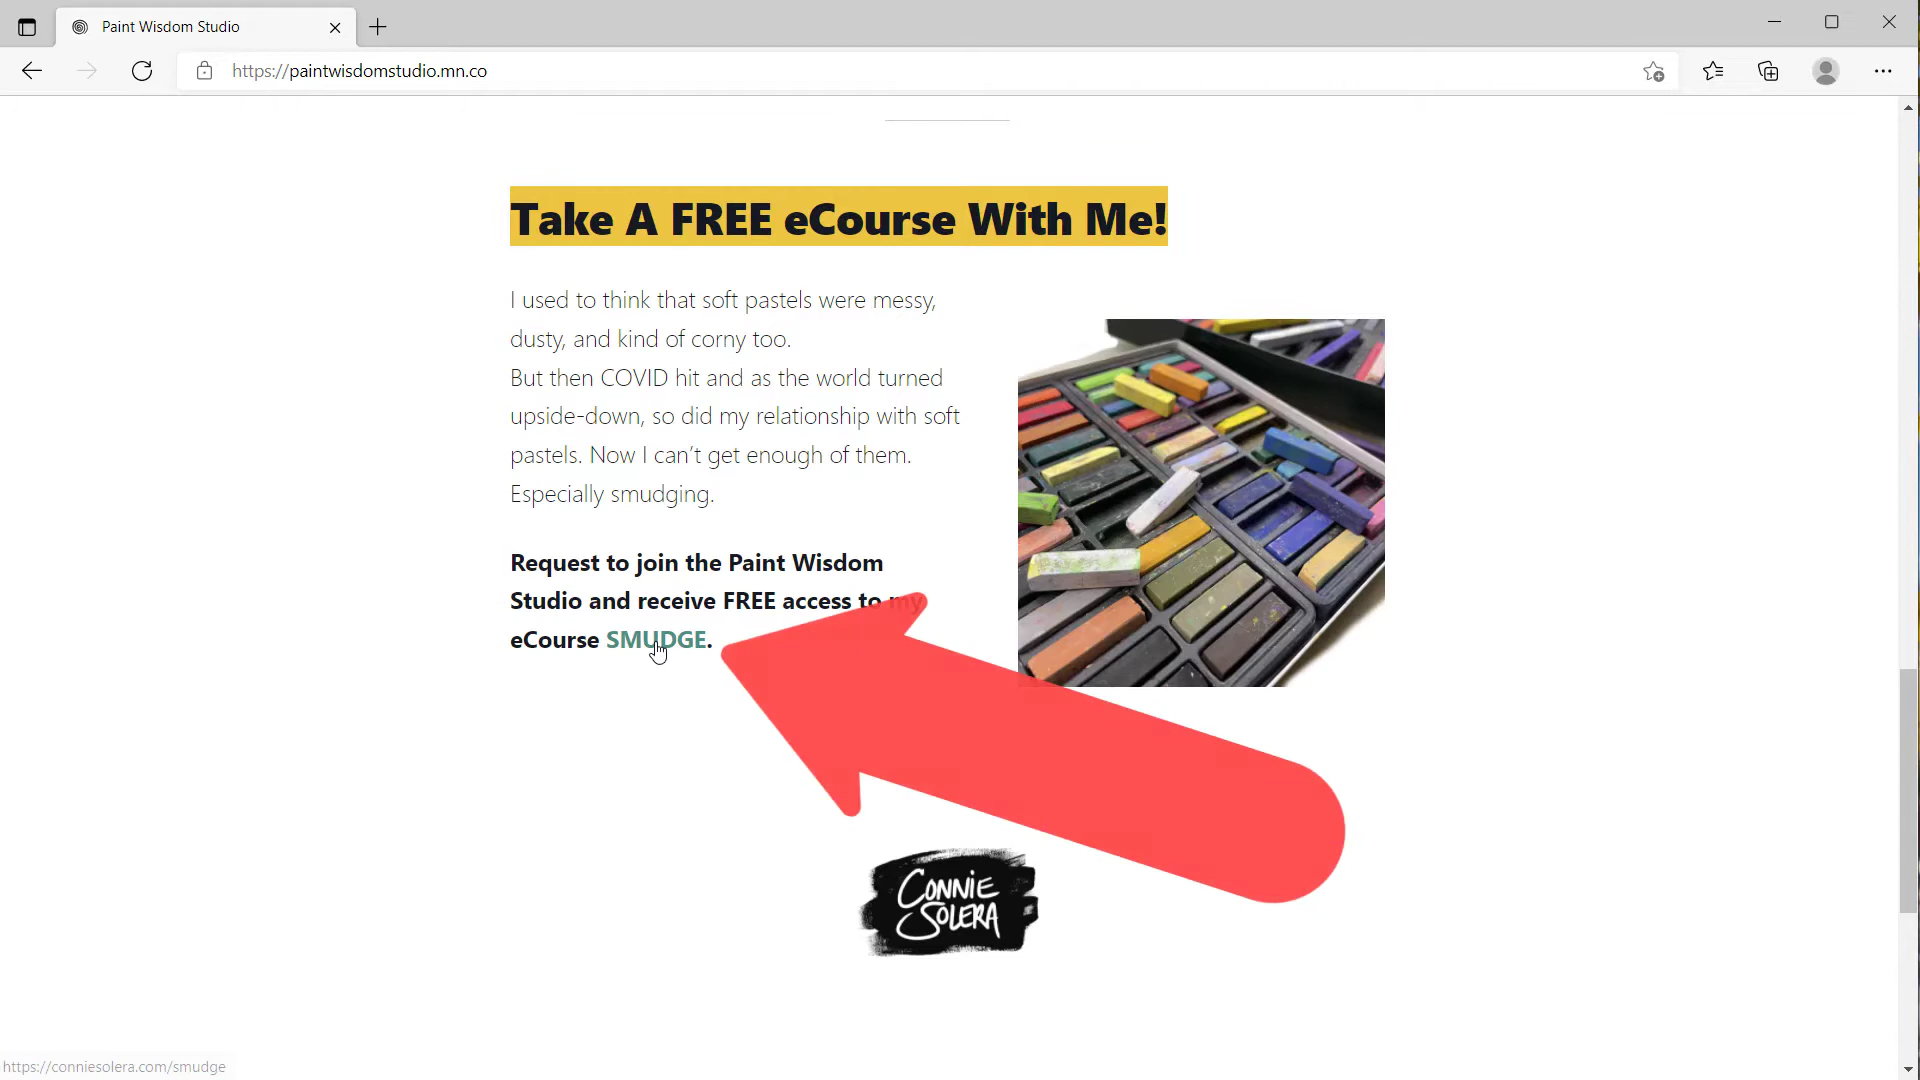 Paint Wisdom Studio
https://paintwisdomstudio.mn.co
Take A FREE eCourse With Me!
I used to think that soft pastels were messy,
dusty, and kind of corny too.
But then COVID hit and as the world turned
upside-down, so did my relationship with soft
pastels. Now I can’t get enough of them.
Especially smudging.
Request to join the Paint Wisdom
Studio and receive FREE access to my
eCourse SMUDGE.
CONNiE
SOLERA
https://conniesolera.com/smudge